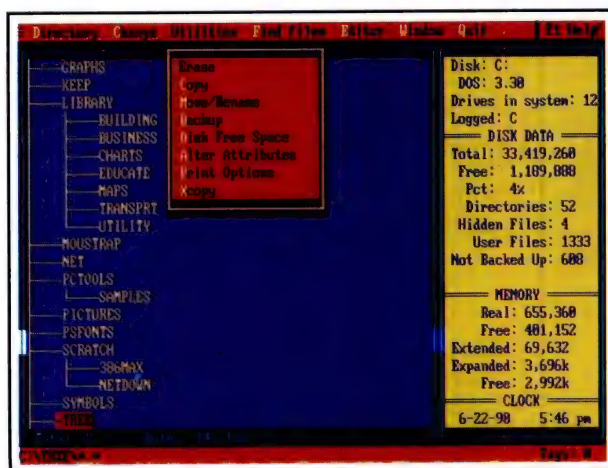 Directory Change Utilities Find Files Editor Window Quit F1 Help
GRAPHS
KEEP
LIBRARY
BUILDING
BUSINESS
CHARTS
EDUCATE
MAPS
TRANSPRT
UTILITY
MOUSTRAP
NET
PCTOOLS
SAMPLES
PICTURES
PSFONTS
SCRATCH
386MAX
NETDOWN
SYMBOLS
TREE
Erase
Copy
Move/Rename
Backup
Disk Free Space
Alter Attributes
Print Options
Xcopy
Disk: C:
DOS: 3.30
Drives in system: 12
Logged: C
DISK DATA
Total: 33,419,260
Free: 1,189,888
Pct: 4%
Directories: 52
Hidden Files: 4
User Files: 1333
Not Backed Up: 608
MEMORY
Real: 655,360
Free: 401,152
Extended: 69,632
Expanded: 3,696k
Free: 2,992k
CLOCK
6-22-90 5:46 pm
C:\TREE\*.*